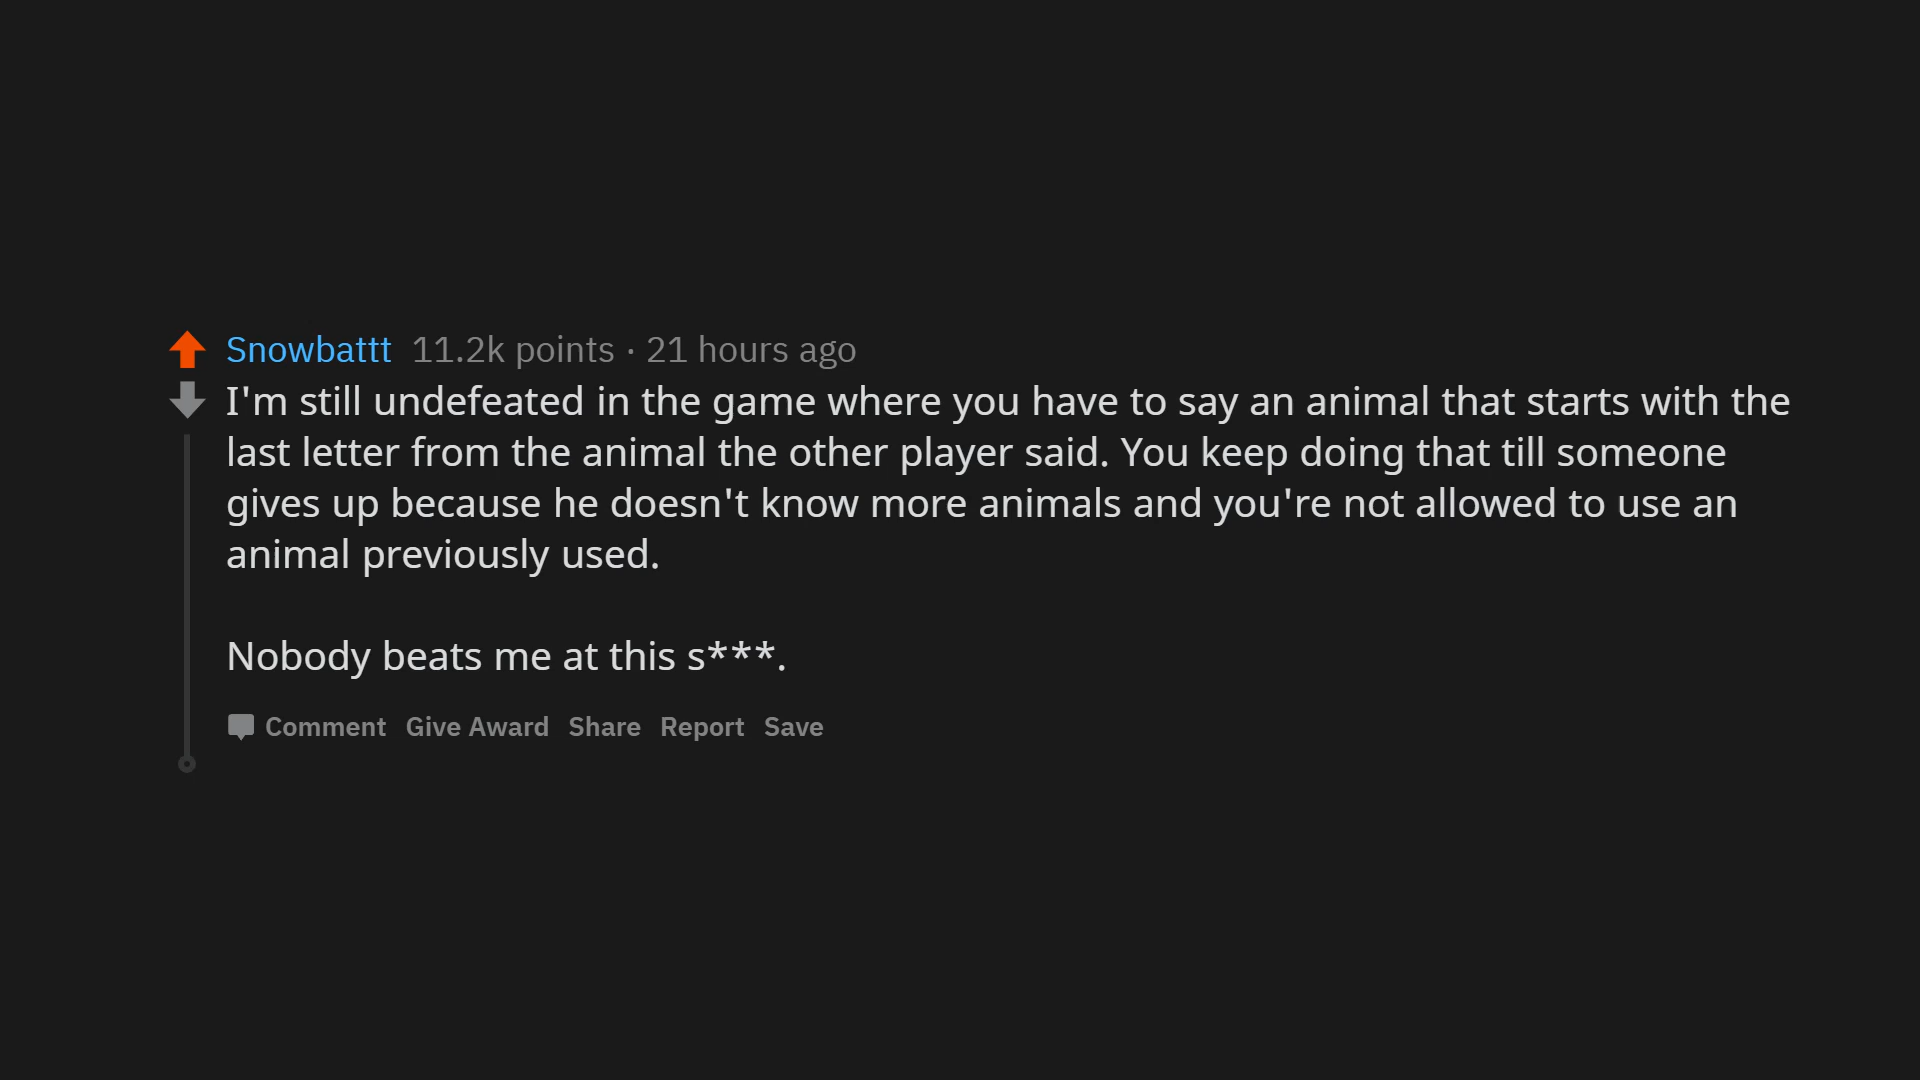 Snowbattt 11.2k points · 21 hours ago
I'm still undefeated in the game where you have to say an animal that starts with the
last letter from the animal the other player said. You keep doing that till someone
gives up because he doesn't know more animals and you're not allowed to use an
animal previously used.
Nobody beats me at this s***.
Comment Give Award Share Report Save